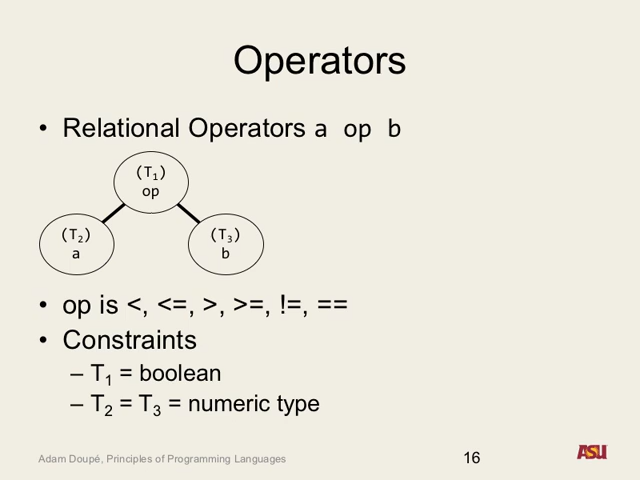 Operators
• Relational Operators a op b
(T₁)
op
(T₂)
a
(T₃)
b
• op is <, <=, >, >=, !=, ==
• Constraints
– T₁ = boolean
– T₂ = T₃ = numeric type
Adam Doupé, Principles of Programming Languages
16
ASU